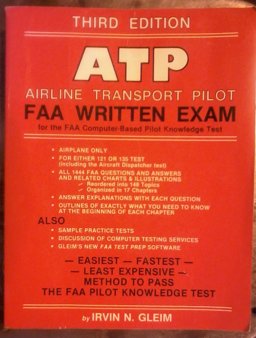 THIRD EDITION
ATP
AIRLINE TRANSPORT PILOT
FAA WRITTEN EXAM
for the FAA Computer-Based Pilot Knowledge Test
• AIRPLANE ONLY
• FOR EITHER 121 OR 135 TEST
(including the Aircraft Dispatcher test)
• ALL 1444 FAA QUESTIONS AND ANSWERS
AND RELATED CHARTS & ILLUSTRATIONS
- Reordered into 148 Topics
- Organized in 17 Chapters
• ANSWER EXPLANATIONS WITH EACH QUESTION
• OUTLINES OF EXACTLY WHAT YOU NEED TO KNOW
AT THE BEGINNING OF EACH CHAPTER
ALSO
• SAMPLE PRACTICE TESTS
• DISCUSSION OF COMPUTER TESTING SERVICES
• GLEIM'S NEW FAA TEST PREP SOFTWARE
— EASIEST — FASTEST —
— LEAST EXPENSIVE —
METHOD TO PASS
THE FAA PILOT KNOWLEDGE TEST
by IRVIN N. GLEIM